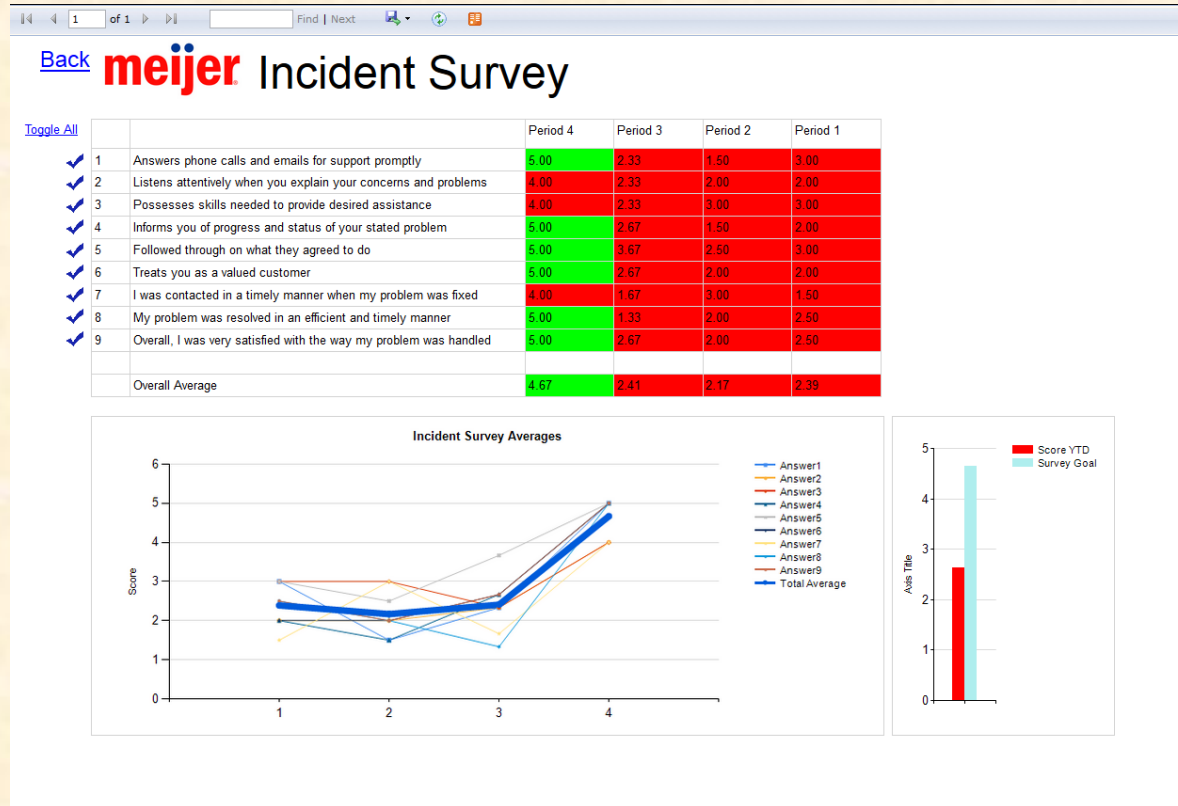 1 of 1 Find | Next
Back meijer Incident Survey
Toggle All Period 4 Period 3 Period 2 Period 1
1 Answers phone calls and emails for support promptly 5.00 2.33 1.50 3.00
2 Listens attentively when you explain your concerns and problems 4.00 2.33 2.00 2.00
3 Possesses skills needed to provide desired assistance 4.00 2.33 3.00 3.00
4 Informs you of progress and status of your stated problem 5.00 2.67 1.50 2.00
5 Followed through on what they agreed to do 5.00 3.67 2.50 3.00
6 Treats you as a valued customer 5.00 2.67 2.00 2.00
7 I was contacted in a timely manner when my problem was fixed 4.00 1.67 3.00 1.50
8 My problem was resolved in an efficient and timely manner 5.00 1.33 2.00 2.50
9 Overall, I was very satisfied with the way my problem was handled 5.00 2.67 2.00 2.50
Overall Average 4.67 2.41 2.17 2.39
Incident Survey Averages
Score
6
5
4
3
2
1
0
1 2 3 4
Answer1
Answer2
Answer3
Answer4
Answer5
Answer6
Answer7
Answer8
Answer9
Total Average
Axis Title
5
4
3
2
1
0
Score YTD
Survey Goal